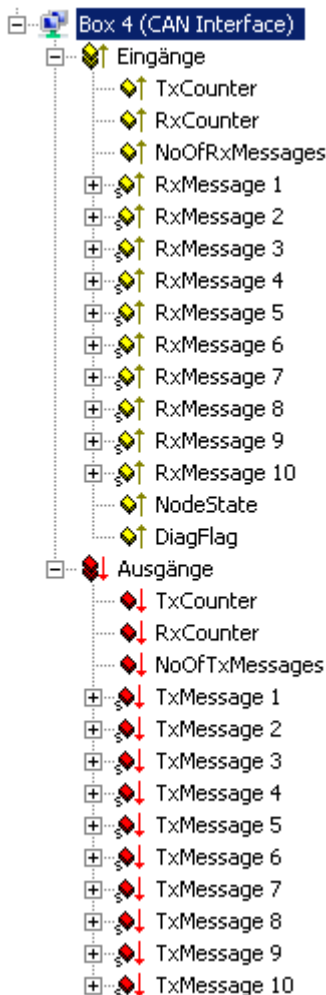 Box 4 (CAN Interface)
Eingänge
TxCounter
RxCounter
NoOfRxMessages
RxMessage 1
RxMessage 2
RxMessage 3
RxMessage 4
RxMessage 5
RxMessage 6
RxMessage 7
RxMessage 8
RxMessage 9
RxMessage 10
NodeState
DiagFlag
Ausgänge
TxCounter
RxCounter
NoOfTxMessages
TxMessage 1
TxMessage 2
TxMessage 3
TxMessage 4
TxMessage 5
TxMessage 6
TxMessage 7
TxMessage 8
TxMessage 9
TxMessage 10